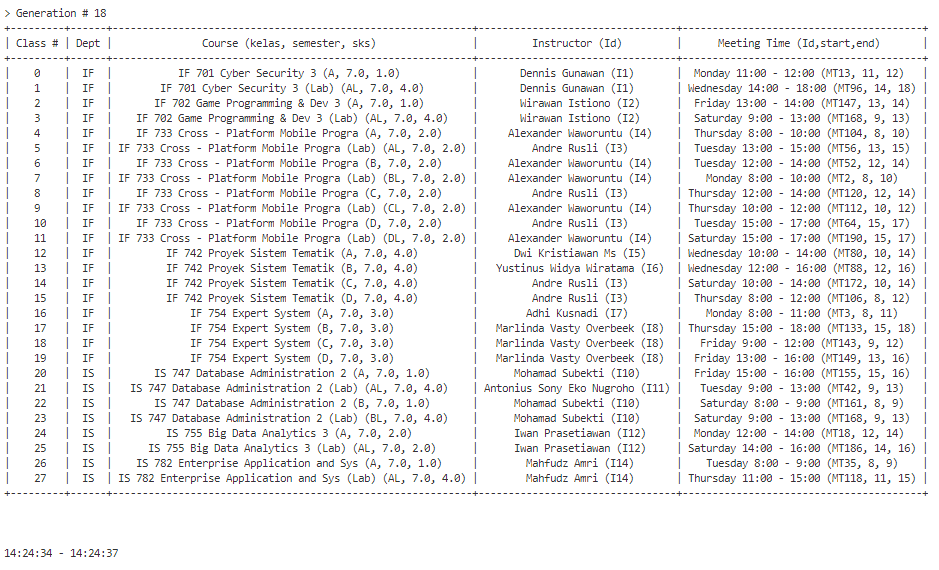 > Generation # 18
+---------+------+-------------------------------------------------------+------------------------------+------------------------------------+
| Class # | Dept | Course (kelas, semester, sks) | Instructor (Id) | Meeting Time (Id,start,end) |
+---------+------+-------------------------------------------------------+------------------------------+------------------------------------+
| 0 | IF | IF 701 Cyber Security 3 (A, 7.0, 1.0) | Dennis Gunawan (I1) | Monday 11:00 - 12:00 (MT13, 11, 12) |
| 1 | IF | IF 701 Cyber Security 3 (Lab) (AL, 7.0, 4.0) | Dennis Gunawan (I1) | Wednesday 14:00 - 18:00 (MT96, 14, 18) |
| 2 | IF | IF 702 Game Programming & Dev 3 (A, 7.0, 1.0) | Wirawan Istiono (I2) | Friday 13:00 - 14:00 (MT147, 13, 14) |
| 3 | IF | IF 702 Game Programming & Dev 3 (Lab) (AL, 7.0, 4.0) | Wirawan Istiono (I2) | Saturday 9:00 - 13:00 (MT168, 9, 13) |
| 4 | IF | IF 733 Cross - Platform Mobile Progra (A, 7.0, 2.0) | Alexander Waworuntu (I4) | Thursday 8:00 - 10:00 (MT104, 8, 10) |
| 5 | IF | IF 733 Cross - Platform Mobile Progra (Lab) (AL, 7.0, 2.0) | Andre Rusli (I3) | Tuesday 13:00 - 15:00 (MT56, 13, 15) |
| 6 | IF | IF 733 Cross - Platform Mobile Progra (B, 7.0, 2.0) | Alexander Waworuntu (I4) | Tuesday 12:00 - 14:00 (MT52, 12, 14) |
| 7 | IF | IF 733 Cross - Platform Mobile Progra (Lab) (BL, 7.0, 2.0) | Alexander Waworuntu (I4) | Monday 8:00 - 10:00 (MT2, 8, 10) |
| 8 | IF | IF 733 Cross - Platform Mobile Progra (C, 7.0, 2.0) | Andre Rusli (I3) | Thursday 12:00 - 14:00 (MT120, 12, 14) |
| 9 | IF | IF 733 Cross - Platform Mobile Progra (Lab) (CL, 7.0, 2.0) | Alexander Waworuntu (I4) | Thursday 10:00 - 12:00 (MT112, 10, 12) |
| 10 | IF | IF 733 Cross - Platform Mobile Progra (D, 7.0, 2.0) | Andre Rusli (I3) | Tuesday 15:00 - 17:00 (MT64, 15, 17) |
| 11 | IF | IF 733 Cross - Platform Mobile Progra (Lab) (DL, 7.0, 2.0) | Alexander Waworuntu (I4) | Saturday 15:00 - 17:00 (MT190, 15, 17) |
| 12 | IF | IF 742 Proyek Sistem Tematik (A, 7.0, 4.0) | Dwi Kristiawan Ms (I5) | Wednesday 10:00 - 14:00 (MT80, 10, 14) |
| 13 | IF | IF 742 Proyek Sistem Tematik (B, 7.0, 4.0) | Yustinus Widya Wiratama (I6) | Wednesday 12:00 - 16:00 (MT88, 12, 16) |
| 14 | IF | IF 742 Proyek Sistem Tematik (C, 7.0, 4.0) | Andre Rusli (I3) | Saturday 10:00 - 14:00 (MT172, 10, 14) |
| 15 | IF | IF 742 Proyek Sistem Tematik (D, 7.0, 4.0) | Andre Rusli (I3) | Thursday 8:00 - 12:00 (MT106, 8, 12) |
| 16 | IF | IF 754 Expert System (A, 7.0, 3.0) | Adhi Kusnadi (I7) | Monday 8:00 - 11:00 (MT3, 8, 11) |
| 17 | IF | IF 754 Expert System (B, 7.0, 3.0) | Marlinda Vasty Overbeek (I8) | Thursday 15:00 - 18:00 (MT133, 15, 18) |
| 18 | IF | IF 754 Expert System (C, 7.0, 3.0) | Marlinda Vasty Overbeek (I8) | Friday 9:00 - 12:00 (MT143, 9, 12) |
| 19 | IF | IF 754 Expert System (D, 7.0, 3.0) | Marlinda Vasty Overbeek (I8) | Friday 13:00 - 16:00 (MT149, 13, 16) |
| 20 | IS | IS 747 Database Administration 2 (A, 7.0, 1.0) | Mohamad Subekti (I10) | Friday 15:00 - 16:00 (MT155, 15, 16) |
| 21 | IS | IS 747 Database Administration 2 (Lab) (AL, 7.0, 4.0) | Antonius Sony Eko Nugroho (I11) | Tuesday 9:00 - 13:00 (MT42, 9, 13) |
| 22 | IS | IS 747 Database Administration 2 (B, 7.0, 1.0) | Mohamad Subekti (I10) | Saturday 8:00 - 9:00 (MT161, 8, 9) |
| 23 | IS | IS 747 Database Administration 2 (Lab) (BL, 7.0, 4.0) | Mohamad Subekti (I10) | Saturday 9:00 - 13:00 (MT168, 9, 13) |
| 24 | IS | IS 755 Big Data Analytics 3 (A, 7.0, 2.0) | Iwan Prasetiawan (I12) | Monday 12:00 - 14:00 (MT18, 12, 14) |
| 25 | IS | IS 755 Big Data Analytics 3 (Lab) (AL, 7.0, 2.0) | Iwan Prasetiawan (I12) | Saturday 14:00 - 16:00 (MT186, 14, 16) |
| 26 | IS | IS 782 Enterprise Application and Sys (A, 7.0, 1.0) | Mahfudz Amri (I14) | Tuesday 8:00 - 9:00 (MT35, 8, 9) |
| 27 | IS | IS 782 Enterprise Application and Sys (Lab) (AL, 7.0, 4.0) | Mahfudz Amri (I14) | Thursday 11:00 - 15:00 (MT118, 11, 15) |
+---------+------+-------------------------------------------------------+------------------------------+------------------------------------+
14:24:34 - 14:24:37